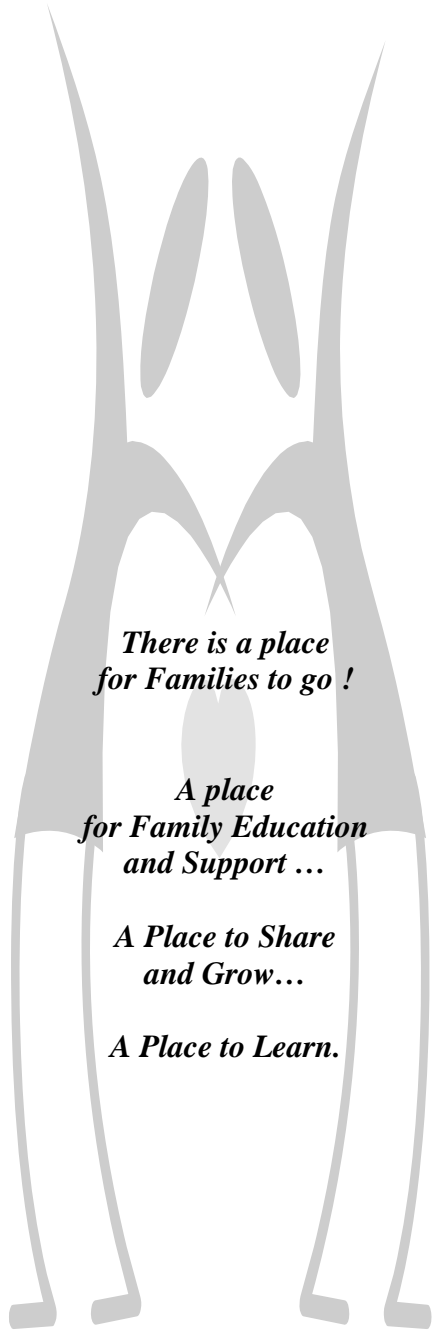 There is a place
for Families to go !
A place
for Family Education
and Support …
A Place to Share
and Grow…
A Place to Learn.